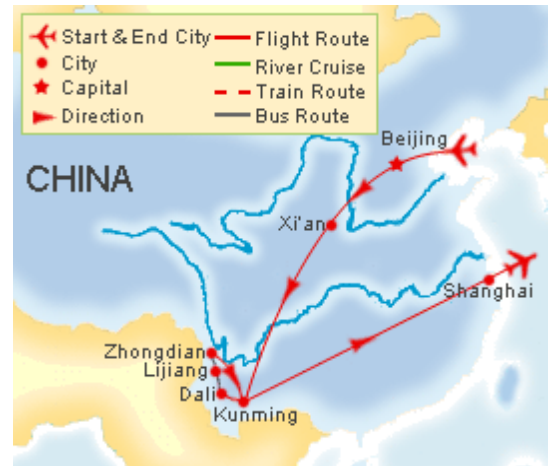 Start & End City
City
Capital
Direction
Flight Route
River Cruise
Train Route
Bus Route
Beijing
CHINA
Xi'an
Shanghai
Zhongdian
Lijiang
Dali
Kunming